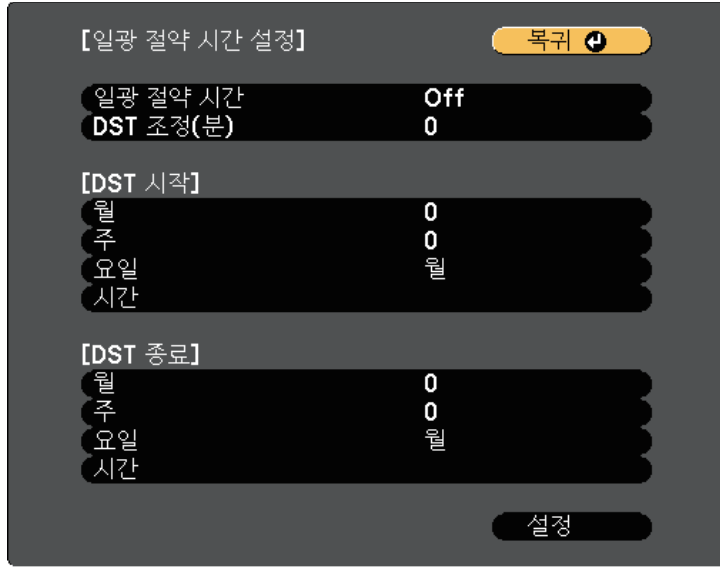 [일광 절약 시간 설정] 복귀
일광 절약 시간 Off
DST 조정(분) 0
[DST 시작]
월 0
주 0
요일 월
시간
[DST 종료]
월 0
주 0
요일 월
시간
설정